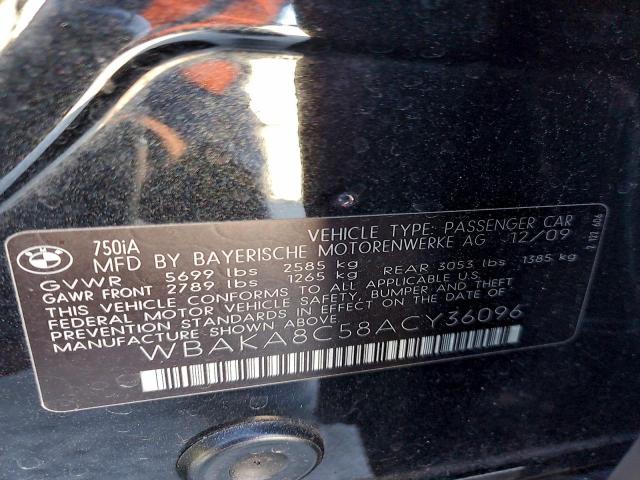 BMW
VEHICLE TYPE: PASSENGER CAR
750iA
MFD BY BAYERISCHE MOTORENWERKE AG 12/09
GVWR 5699 lbs 2585 kg
GAWR FRONT 2789 lbs 1265 kg REAR 3053 lbs 1385 kg
THIS VEHICLE CONFORMS TO ALL APPLICABLE U.S.
FEDERAL MOTOR VEHICLE SAFETY, BUMPER, AND THEFT
PREVENTION STANDARDS IN EFFECT ON THE DATE OF
MANUFACTURE SHOWN ABOVE.
WBAKA8C58ACY36096